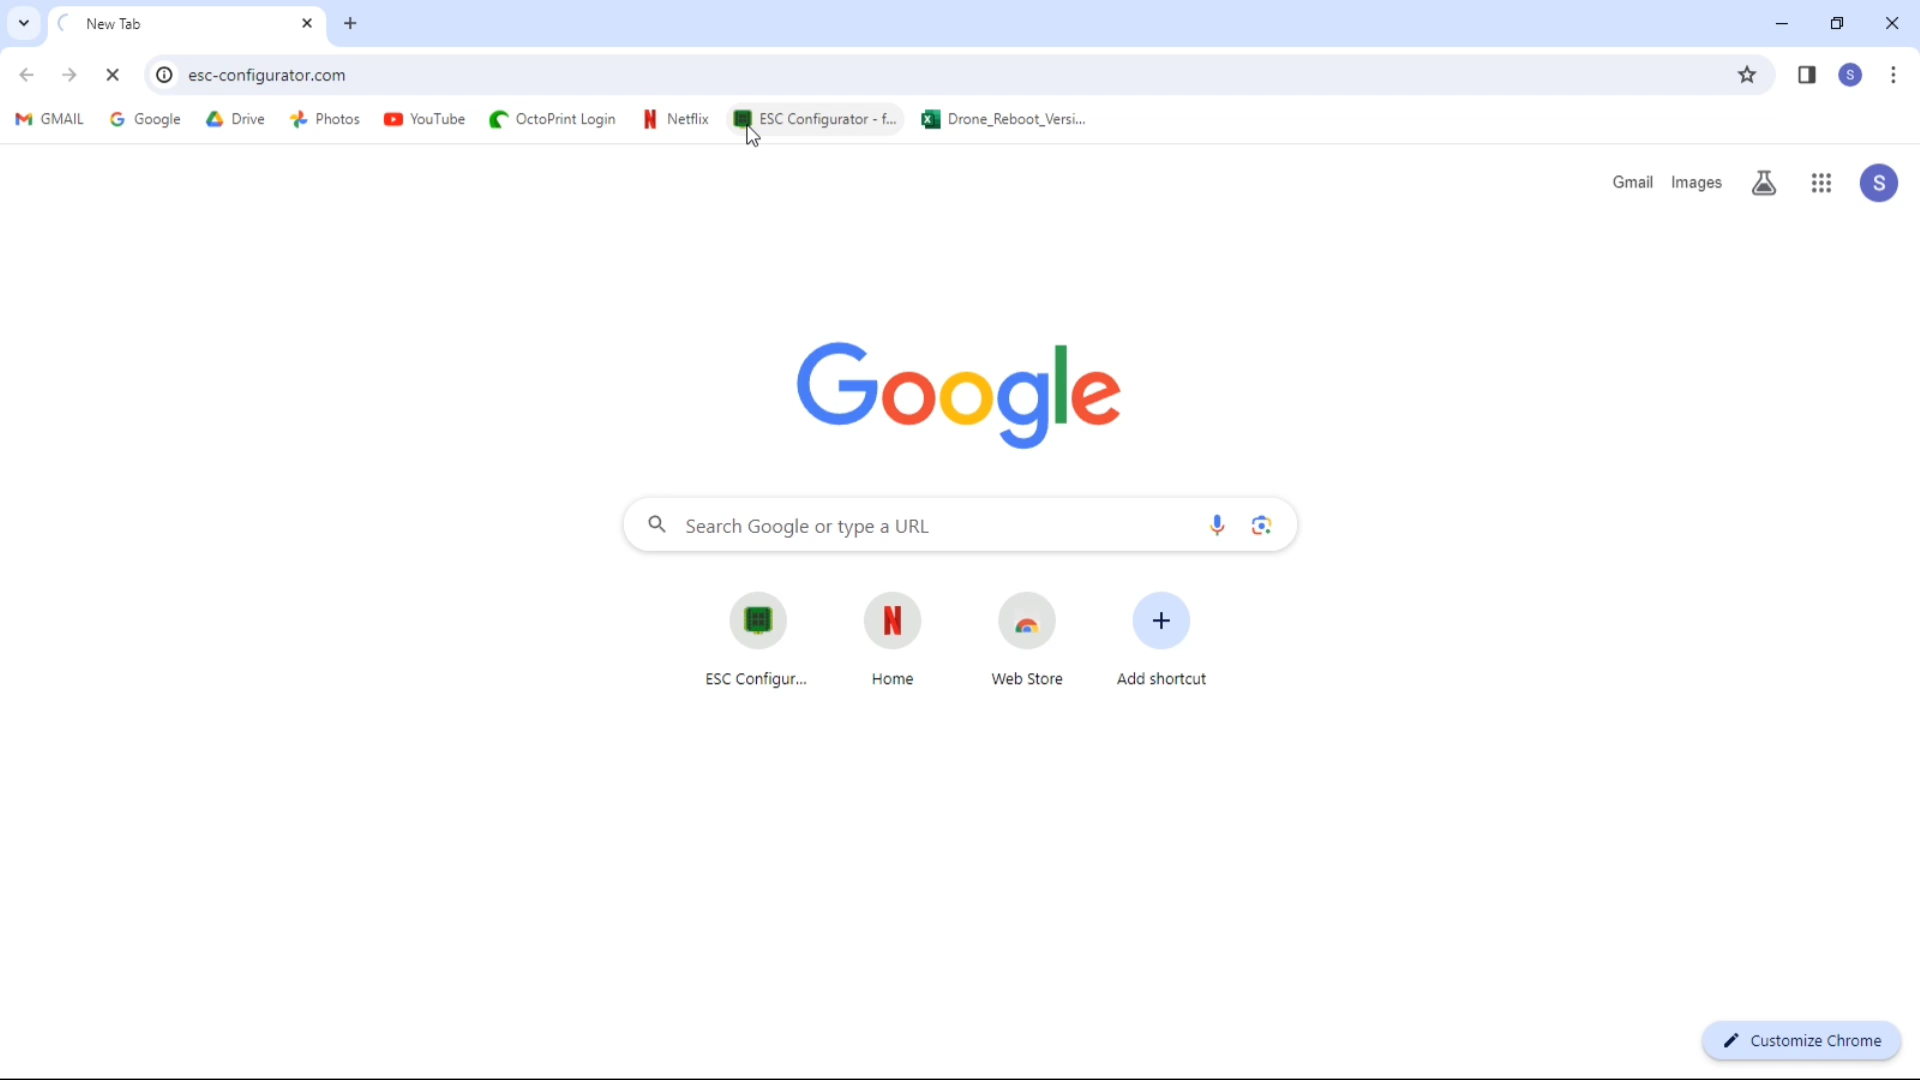 New Tab
esc-configurator.com
GMAIL Google Drive Photos YouTube OctoPrint Login Netflix ESC Configurator - f... Drone_Reboot_Versi...
Gmail Images S
Google
Search Google or type a URL
ESC Configur... Home Web Store Add shortcut
Customize Chrome